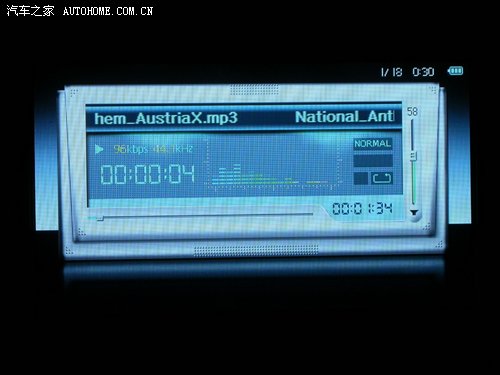 汽车之家 AUTOHOME.COM.CN
1/18 0:30
hem_AustriaX.mp3 National_Ant
58
96kbps 44.1kHz
NORMAL
00:00:04
00:01:34